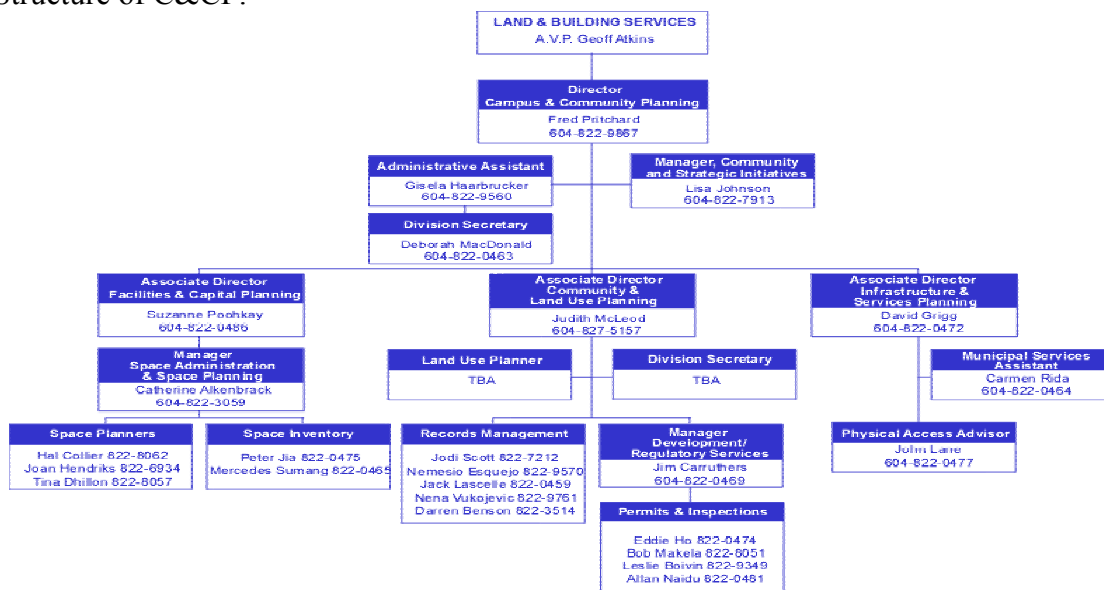 structure of C&CP:
LAND & BUILDING SERVICES
A.V.P. Geoff Atkins
Director
Campus & Community Planning
Fred Pritchard
604-822-9867
Administrative Assistant
Gisela Haarbrucker
604-822-9560
Manager, Community
and Strategic Initiatives
Lisa Johnson
604-822-7913
Division Secretary
Deborah MacDonald
604-822-0463
Associate Director
Facilities & Capital Planning
Suzanne Poohkay
604-822-0486
Associate Director
Community &
Land Use Planning
Judith McLeod
604-827-5157
Associate Director
Infrastructure &
Services Planning
David Grigg
604-822-0472
Manager
Space Administration
& Space Planning
Catherine Alkenbrack
604-822-3059
Land Use Planner
TBA
Division Secretary
TBA
Municipal Services
Assistant
Carmen Rida
604-822-0464
Space Planners
Hal Collier 822-8062
Joan Hendriks 822-6934
Tina Dhillon 822-8057
Space Inventory
Peter Jia 822-0475
Mercedes Sumang 822-0465
Records Management
Jodi Scott 822-7212
Nemesio Esquejo 822-9570
Jack Lascelle 822-0459
Nena Vukojevic 822-9761
Darren Benson 822-3514
Manager
Development/
Regulatory Services
Jim Carruthers
604-822-0469
Physical Access Advisor
John Lane
604-822-0477
Permits & Inspections
Eddie Ho 822-0474
Bob Makela 822-8051
Leslie Boivin 822-9349
Allan Naidu 822-0481